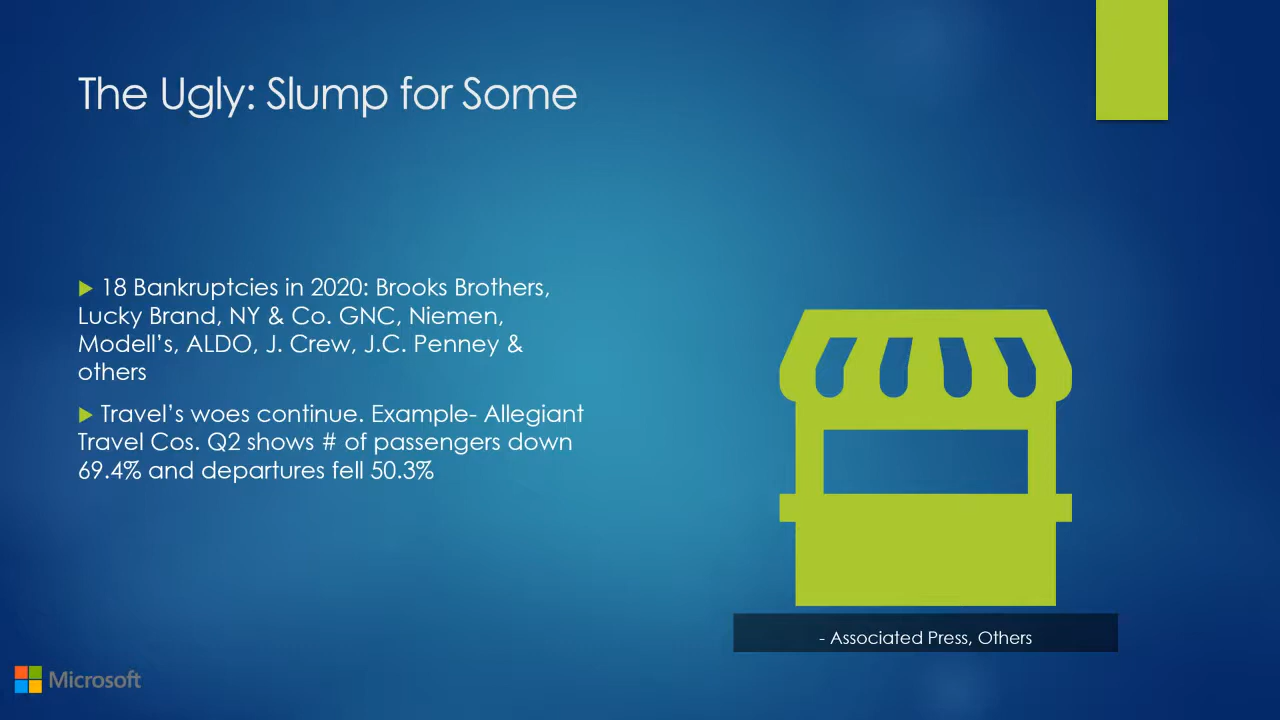 The Ugly: Slump for Some
18 Bankruptcies in 2020: Brooks Brothers,
Lucky Brand, NY & Co. GNC, Niemen,
Modell's, ALDO, J. Crew, J.C. Penney &
others
Travel's woes continue. Example- Allegiant
Travel Cos. Q2 shows # of passengers down
69.4% and departures fell 50.3%
- Associated Press, Others
Microsoft